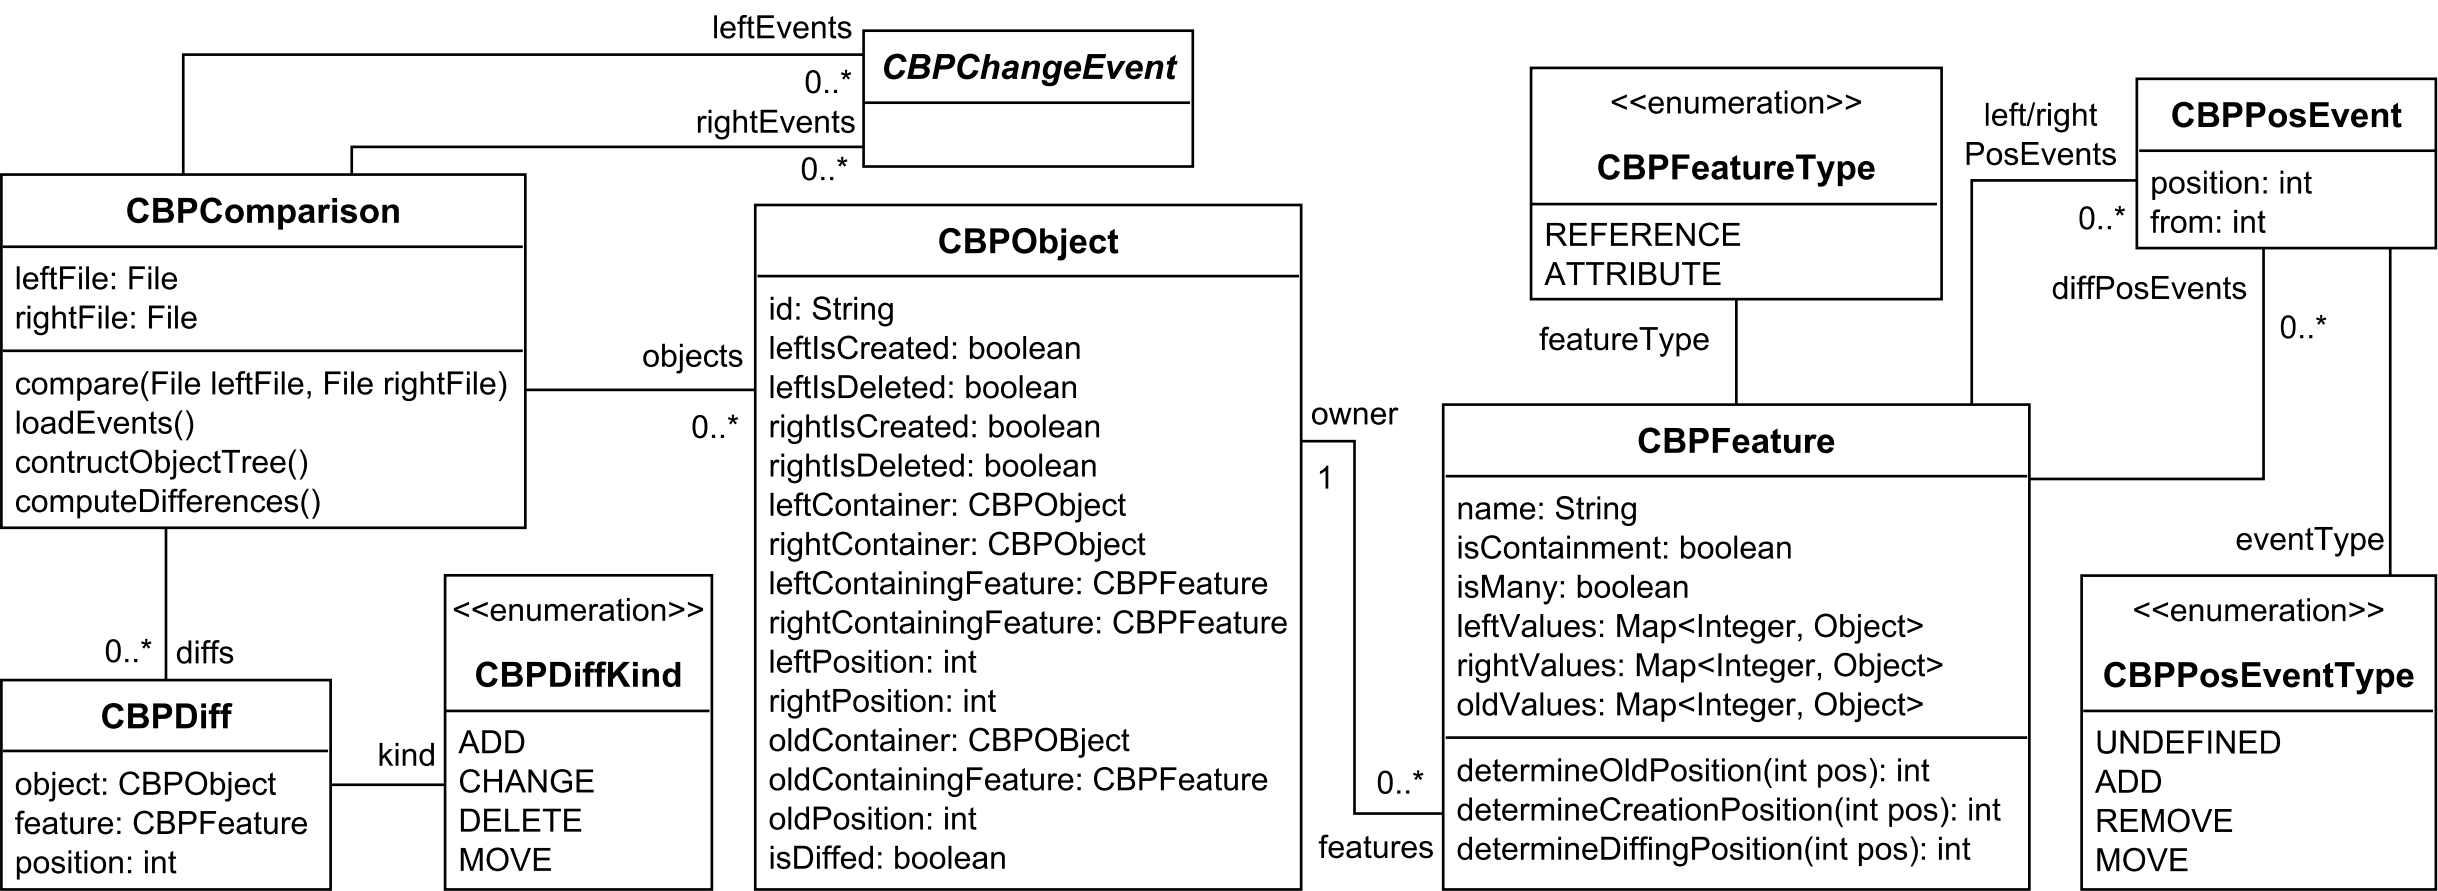 leftEvents
0..*
rightEvents
0..*
CBPChangeEvent
CBPComparison
leftFile: File
rightFile: File
compare(File leftFile, File rightFile)
loadEvents()
contructObjectTree()
computeDifferences()
objects
0..*
0..* diffs
CBPDiff
object: CBPObject
feature: CBPFeature
position: int
kind
<<enumeration>>
CBPDiffKind
ADD
CHANGE
DELETE
MOVE
CBPObject
id: String
leftIsCreated: boolean
leftIsDeleted: boolean
rightIsCreated: boolean
rightIsDeleted: boolean
leftContainer: CBPObject
rightContainer: CBPObject
leftContainingFeature: CBPFeature
rightContainingFeature: CBPFeature
leftPosition: int
rightPosition: int
oldContainer: CBPOBject
oldContainingFeature: CBPFeature
oldPosition: int
isDiffed: boolean
owner
1
0..*
features
<<enumeration>>
CBPFeatureType
REFERENCE
ATTRIBUTE
featureType
CBPFeature
name: String
isContainment: boolean
isMany: boolean
leftValues: Map<Integer, Object>
rightValues: Map<Integer, Object>
oldValues: Map<Integer, Object>
determineOldPosition(int pos): int
determineCreationPosition(int pos): int
determineDiffingPosition(int pos): int
left/right
PosEvents
0..*
CBPPosEvent
position: int
from: int
diffPosEvents
0..*
eventType
<<enumeration>>
CBPPosEventType
UNDEFINED
ADD
REMOVE
MOVE